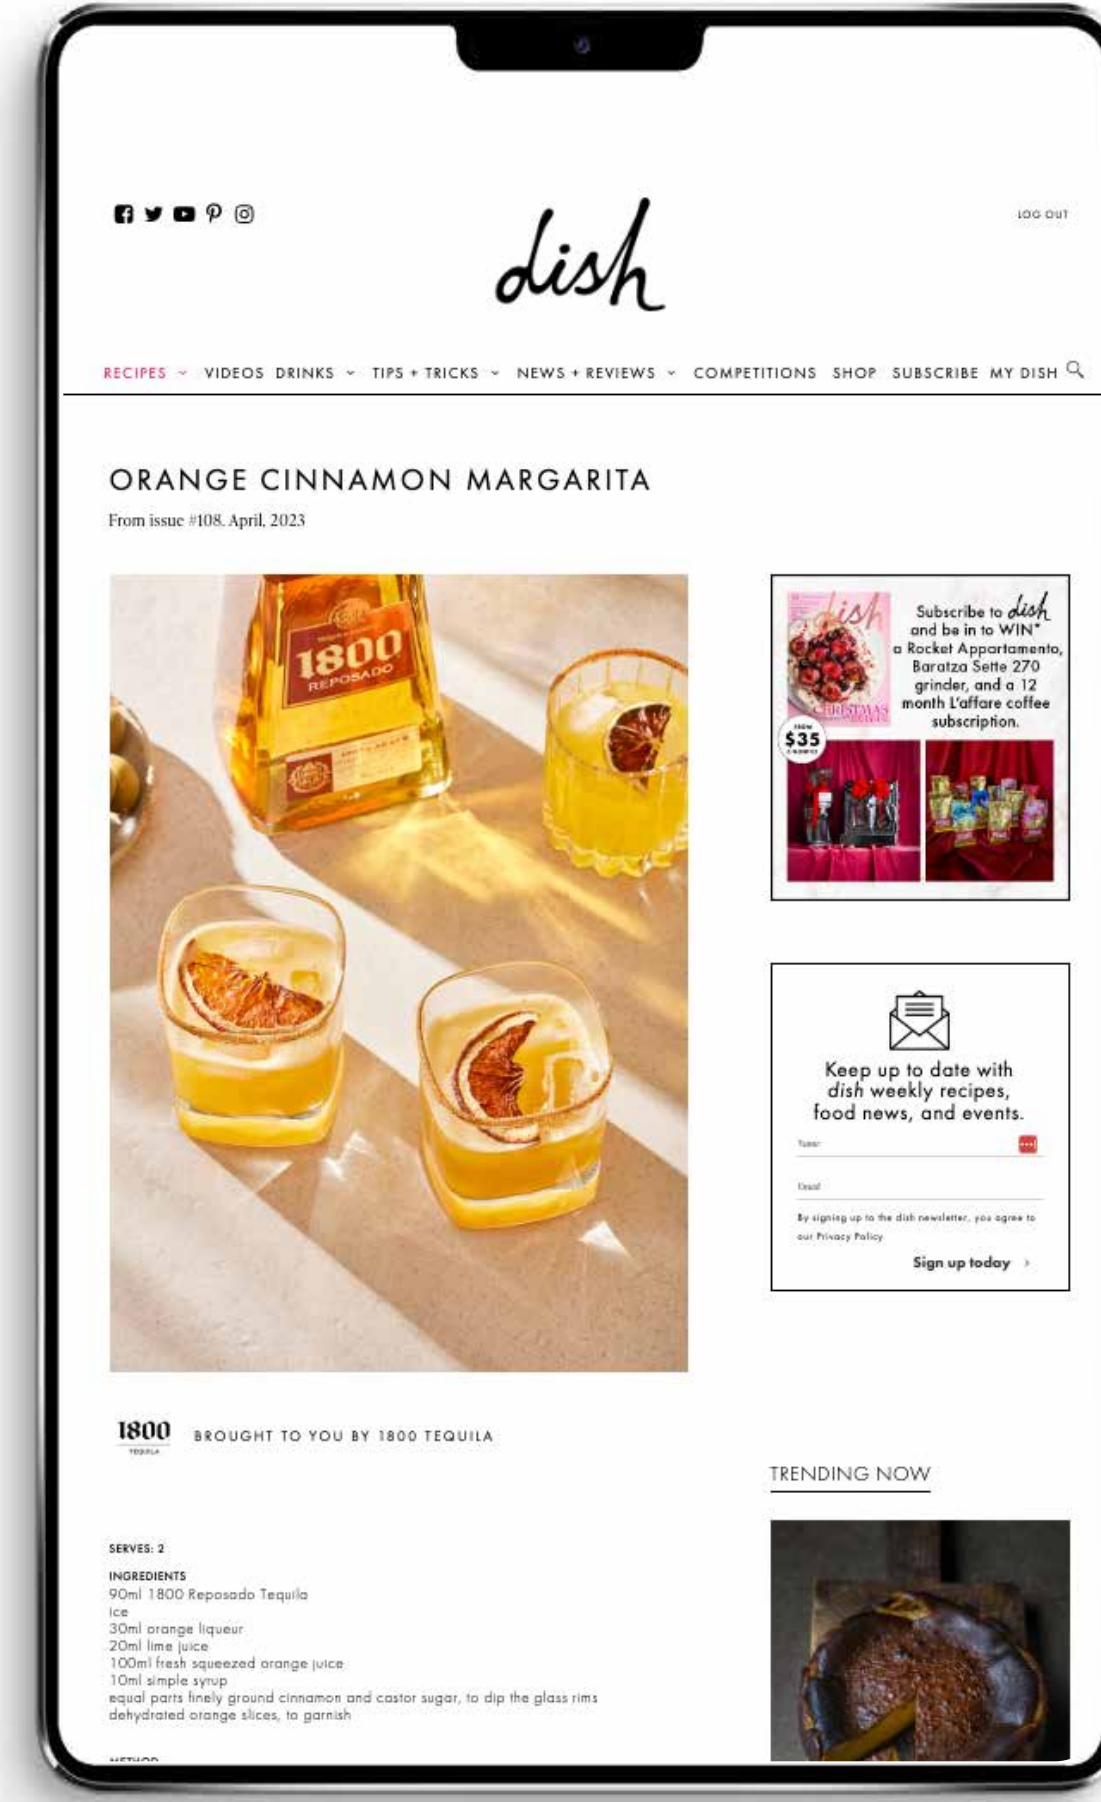 dish
LOG OUT
RECIPES VIDEOS DRINKS TIPS + TRICKS NEWS + REVIEWS COMPETITIONS SHOP SUBSCRIBE MY DISH
ORANGE CINNAMON MARGARITA
From issue #108. April, 2023
1800
REPOSADO
dish
CHRISTMAS
FROM
$35
Subscribe to dish
and be in to WIN*
a Rocket Appartamento,
Baratza Sette 270
grinder, and a 12
month L'affare coffee
subscription.
Keep up to date with
dish weekly recipes,
food news, and events.
Email
By signing up to the dish newsletter, you agree to
our Privacy Policy
Sign up today
1800
TEQUILA
BROUGHT TO YOU BY 1800 TEQUILA
TRENDING NOW
SERVES: 2
INGREDIENTS
90ml 1800 Reposado Tequila
ice
30ml orange liqueur
20ml lime juice
100ml fresh squeezed orange juice
10ml simple syrup
equal parts finely ground cinnamon and castor sugar, to dip the glass rims
dehydrated orange slices, to garnish
METHOD